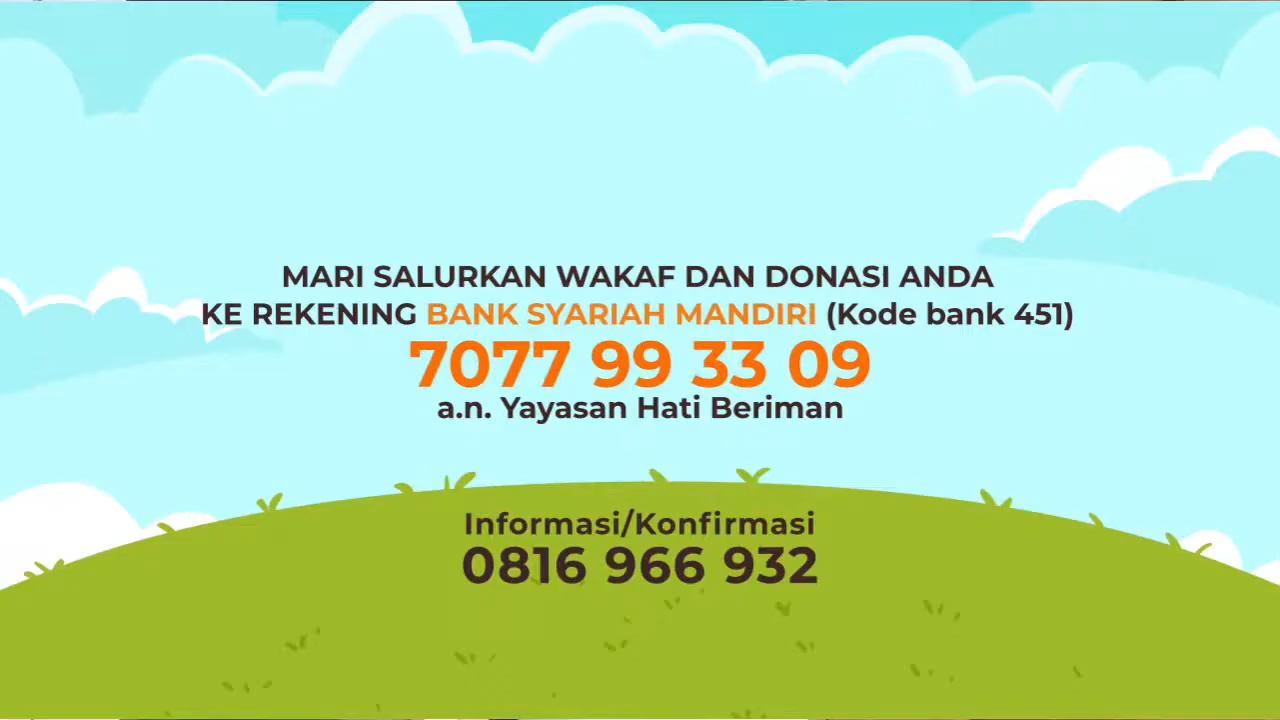 MARI SALURKAN WAKAF DAN DONASI ANDA
KE REKENING BANK SYARIAH MANDIRI (Kode bank 451)
7077 99 33 09
a.n. Yayasan Hati Beriman
Informasi/Konfirmasi
0816 966 932